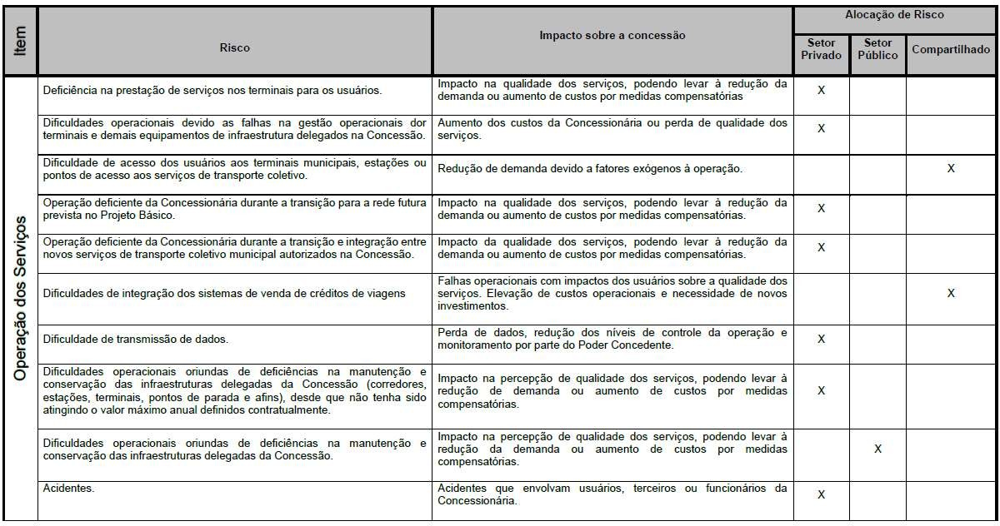 Item
Risco
Impacto sobre a concessão
Alocação de Risco
Setor
Privado
Setor
Público
Compartilhado
Operação dos Serviços
Deficiência na prestação de serviços nos terminais para os usuários.
Impacto na qualidade dos serviços, podendo levar à redução da
demanda ou aumento de custos por medidas compensatórias
X
Dificuldades operacionais devido as falhas na gestão operacionais dor
terminais e demais equipamentos de infraestrutura delegados na Concessão.
Aumento dos custos da Concessionária ou perda de qualidade dos
serviços.
X
Dificuldade de acesso dos usuários aos terminais municipais, estações ou
pontos de acesso aos serviços de transporte coletivo.
Redução de demanda devido a fatores exógenos à operação.
X
Operação deficiente da Concessionária durante a transição para a rede futura
prevista no Projeto Básico.
Impacto na qualidade dos serviços, podendo levar à redução da
demanda ou aumento de custos por medidas compensatórias.
X
Operação deficiente da Concessionária durante a transição e integração entre
novos serviços de transporte coletivo municipal autorizados na Concessão.
Impacto da qualidade dos serviços, podendo levar à redução da
demanda ou aumento de custos por medidas compensatórias.
X
Dificuldades de integração dos sistemas de venda de créditos de viagens
Falhas operacionais com impactos dos usuários sobre a qualidade dos
serviços. Elevação de custos operacionais e necessidade de novos
investimentos.
X
Dificuldade de transmissão de dados.
Perda de dados, redução dos níveis de controle da operação e
monitoramento por parte do Poder Concedente.
X
Dificuldades operacionais oriundas de deficiências na manutenção e
conservação das infraestruturas delegadas da Concessão (corredores,
estações, terminais, pontos de parada e afins), desde que não tenha sido
atingindo o valor máximo anual definidos contratualmente.
Impacto na percepção de qualidade dos serviços, podendo levar à
redução de demanda ou aumento de custos por medidas
compensatórias.
X
Dificuldades operacionais oriundas de deficiências na manutenção e
conservação das infraestruturas delegadas da Concessão.
Impacto na percepção de qualidade dos serviços, podendo levar à
redução da demanda ou aumento de custos por medidas
compensatórias.
X
Acidentes.
Acidentes que envolvam usuários, terceiros ou funcionários da
Concessionária.
X